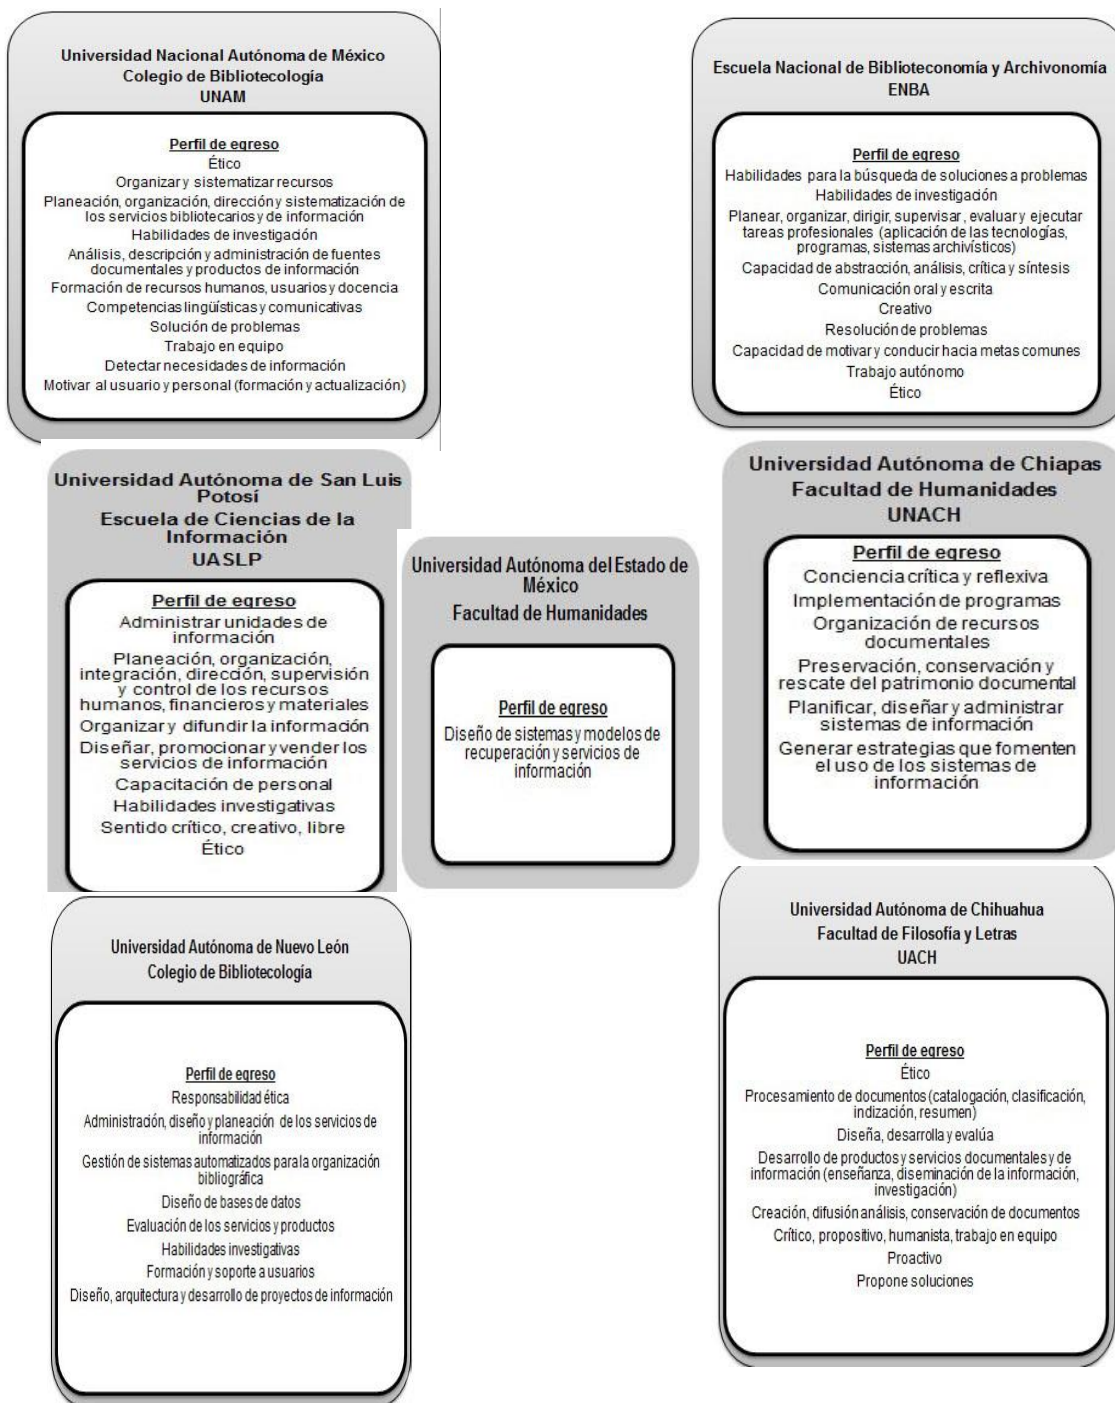 Universidad Nacional Autónoma de México
Colegio de Bibliotecología
UNAM
Perfil de egreso
Ético
Organizar y sistematizar recursos
Planeación, organización, dirección y sistematización de
los servicios bibliotecarios y de información
Habilidades de investigación
Análisis, descripción y administración de fuentes
documentales y productos de información
Formación de recursos humanos, usuarios y docencia
Competencias lingüísticas y comunicativas
Solución de problemas
Trabajo en equipo
Detectar necesidades de información
Motivar al usuario y personal (formación y actualización)
Escuela Nacional de Biblioteconomía y Archivonomía
ENBA
Perfil de egreso
Habilidades para la búsqueda de soluciones a problemas
Habilidades de investigación
Planear, organizar, dirigir, supervisar , evaluar y ejecutar
tareas profesionales (aplicación de las tecnologías,
programas, sistemas archivísticos)
Capacidad de abstracción, análisis, crítica y síntesis
Comunicación oral y escrita
Creativo
Resolución de problemas
Capacidad de motivar y conducir hacia metas comunes
Trabajo autónomo
Ético
Universidad Autónoma de San Luis
Potosí
Escuela de Ciencias de la
Información
UASLP
Perfil de egreso
Administrar unidades de
información
Planeación, organización,
integración, dirección, supervisión
y control de los recursos
humanos, financieros y materiales
Organizar y difundir la información
Diseñar, promocionar y vender los
servicios de información
Capacitación de personal
Habilidades investigativas
Sentido crítico, creativo, libre
Ético
Universidad Autónoma del Estado de
México
Facultad de Humanidades
Perfil de egreso
Diseño de sistemas y modelos de
recuperación y servicios de
información
Universidad Autónoma de Chiapas
Facultad de Humanidades
UNACH
Perfil de egreso
Conciencia crítica y reflexiva
Implementación de programas
Organización de recursos
documentales
Preservación, conservación y
rescate del patrimonio documental
Planificar, diseñar y administrar
sistemas de información
Generar estrategias que fomenten
el uso de los sistemas de
información
Universidad Autónoma de Nuevo León
Colegio de Bibliotecología
Perfil de egreso
Responsabilidad ética
Administración, diseño y planeación de los servicios de
información
Gestión de sistemas automatizados para la organización
bibliográfica
Diseño de bases de datos
Evaluación de los servicios y productos
Habilidades investigativas
Formación y soporte a usuarios
Diseño, arquitectura y desarrollo de proyectos de información
Universidad Autónoma de Chihuahua
Facultad de Filosofía y Letras
UACH
Perfil de egreso
Ético
Procesamiento de documentos (catalogación, clasificación,
indización, resumen)
Diseña, desarrolla y evalúa
Desarrollo de productos y servicios documentales y de
información (enseñanza, diseminación de la información,
investigación)
Creación, difusión análisis, conservación de documentos
Crítico, propositivo, humanista, trabajo en equipo
Proactivo
Propone soluciones